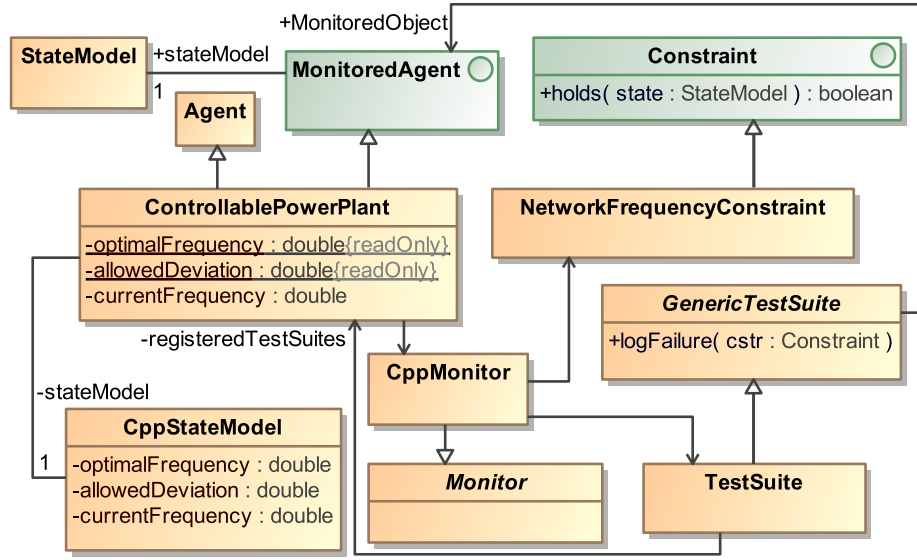 +MonitoredObject
StateModel
+stateModel
1
MonitoredAgent
Constraint
+holds( state : StateModel ) : boolean
Agent
ControllablePowerPlant
-optimalFrequency : double{readOnly}
-allowedDeviation : double{readOnly}
-currentFrequency : double
NetworkFrequencyConstraint
GenericTestSuite
+logFailure( cstr : Constraint )
-registeredTestSuites
CppMonitor
-stateModel
1
CppStateModel
-optimalFrequency : double
-allowedDeviation : double
-currentFrequency : double
Monitor
TestSuite